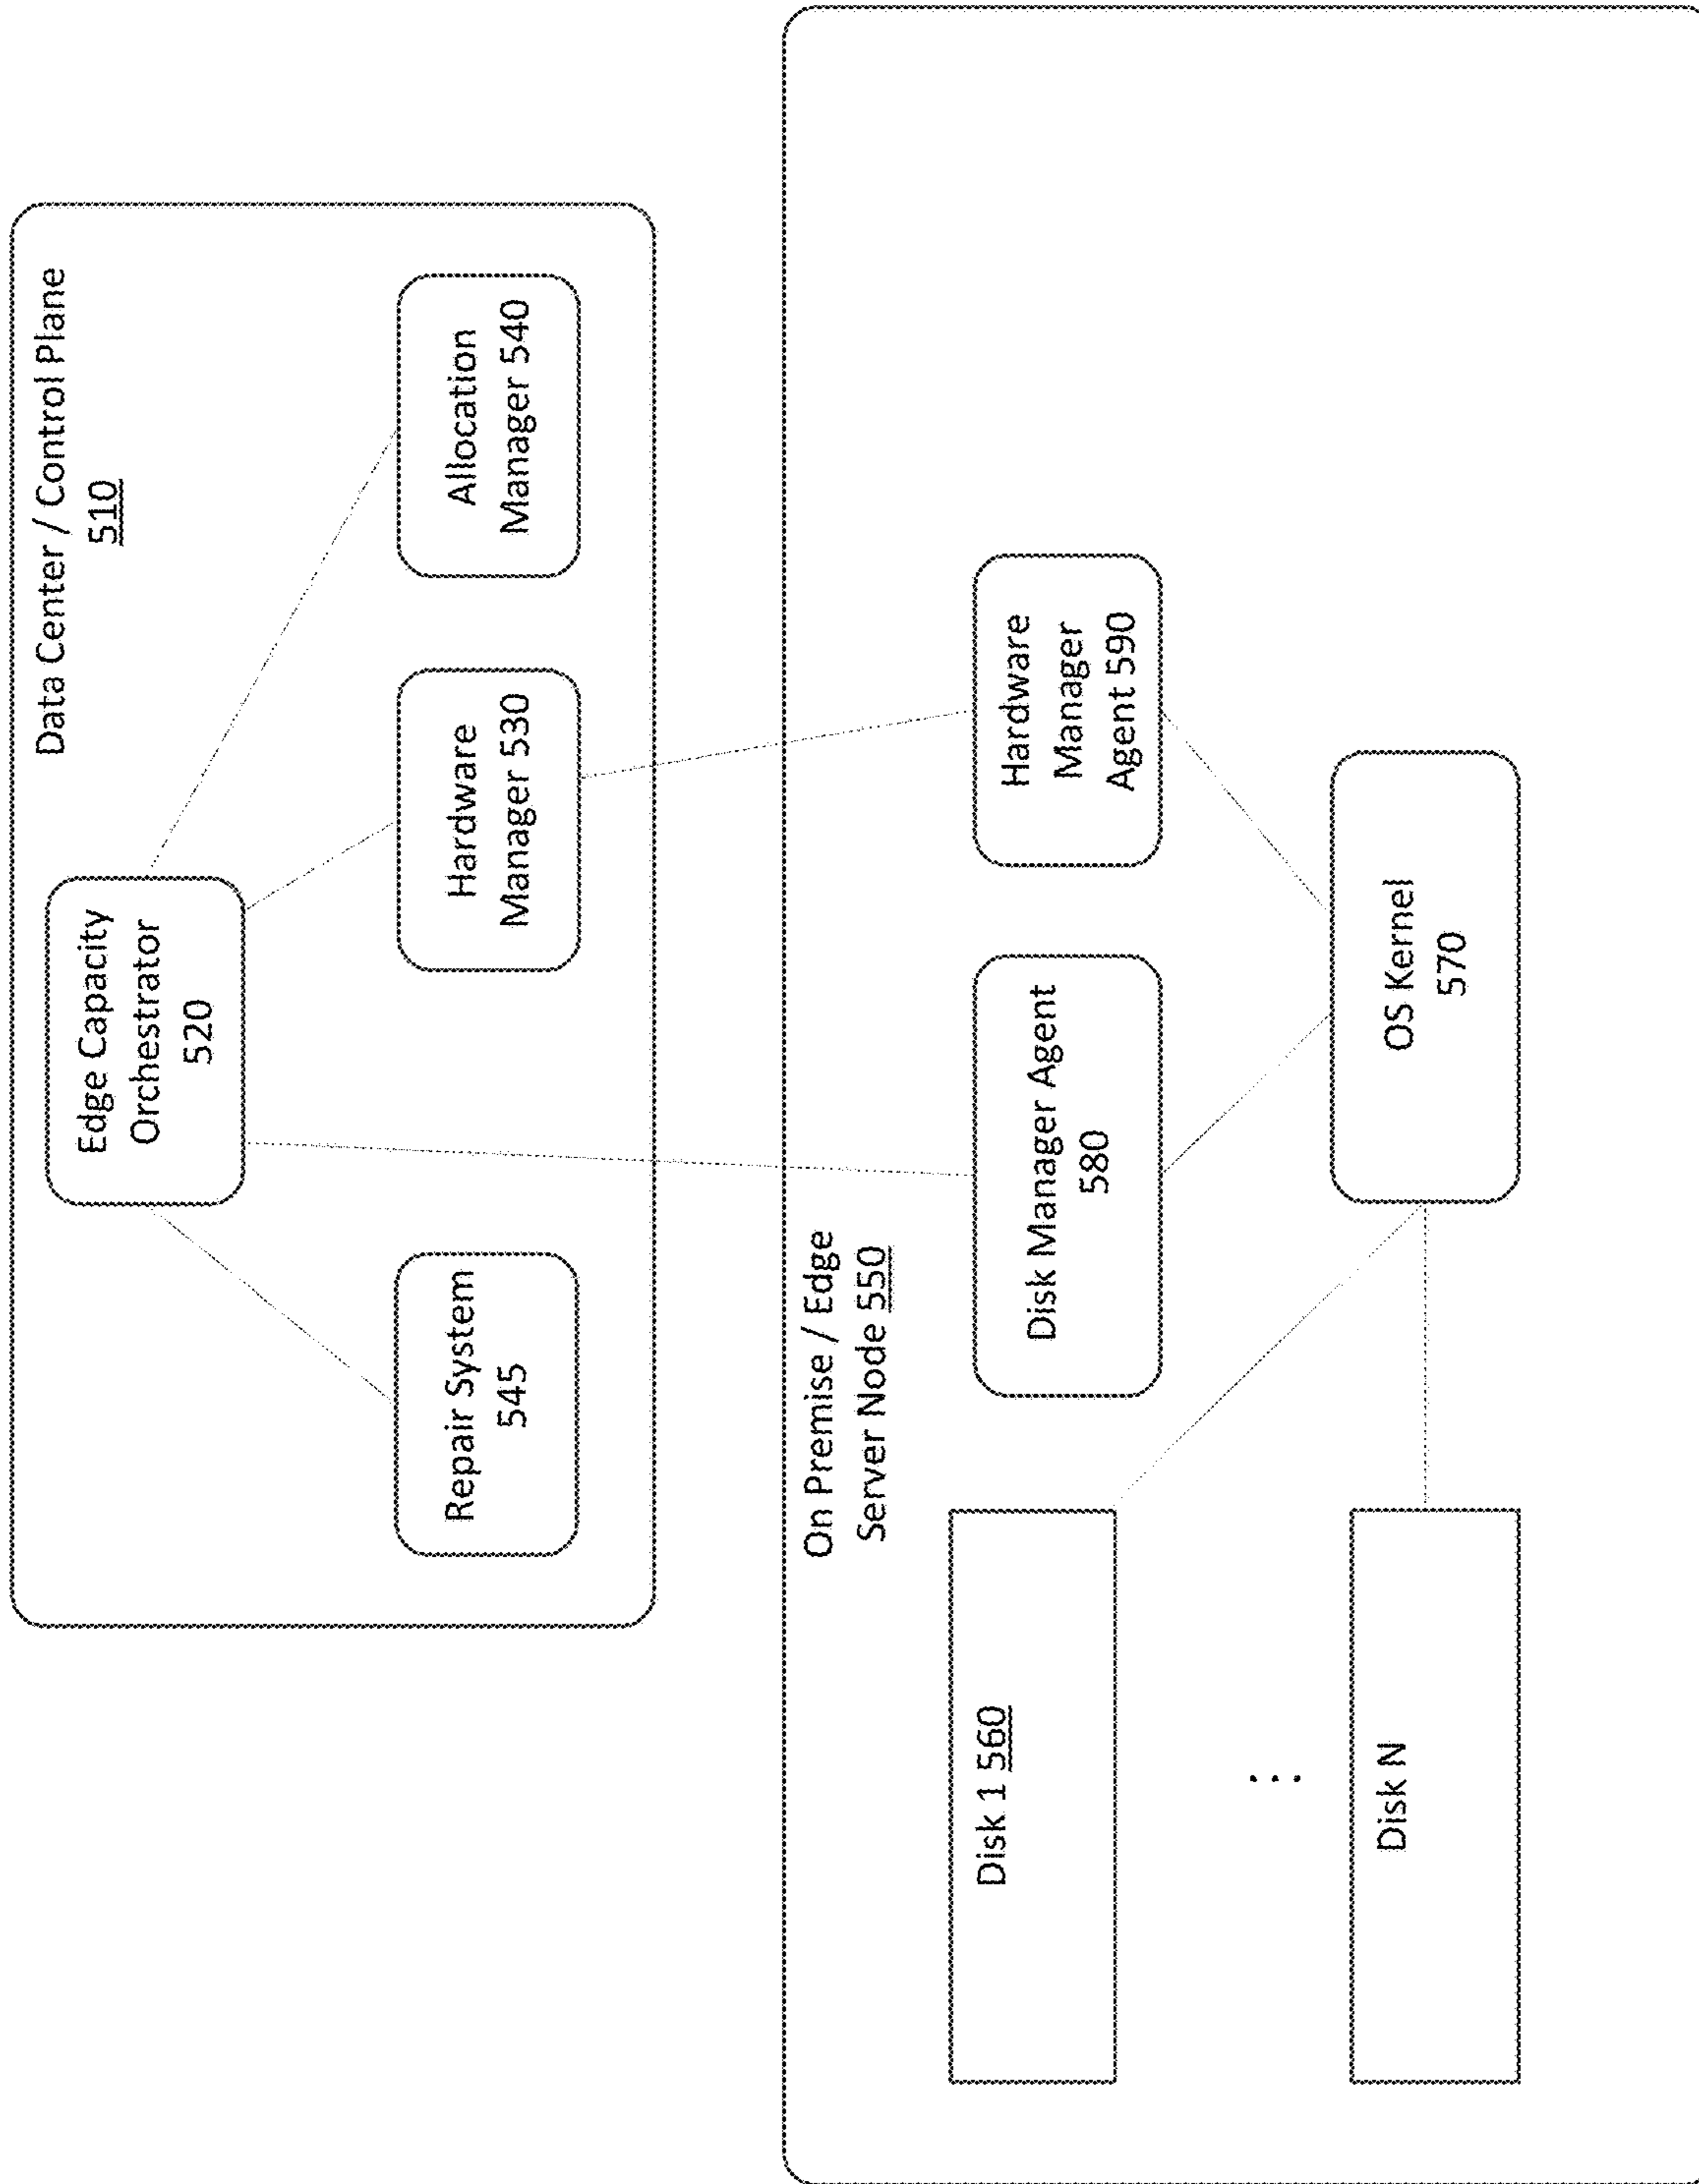 Data Center / Control Plane
510
Edge Capacity
Orchestrator
520
Repair System
545
Hardware
Manager 530
Allocation
Manager 540
On Premise / Edge
Server Node 550
Disk 1 560
...
Disk N
Disk Manager Agent
580
Hardware
Manager
Agent 590
OS Kernel
570